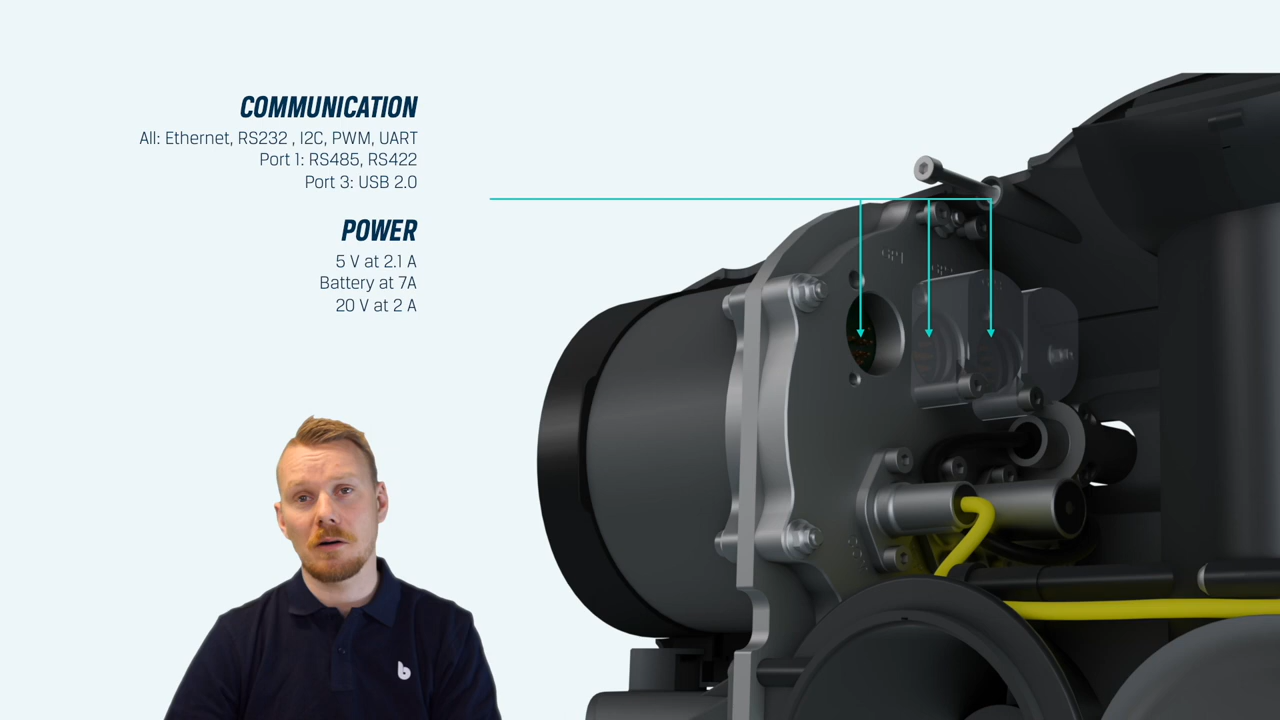 COMMUNICATION
All: Ethernet, RS232 , I2C, PWM, UART
Port 1: RS485, RS422
Port 3: USB 2.0
POWER
5 V at 2.1 A
Battery at 7A
20 V at 2 A
GP1